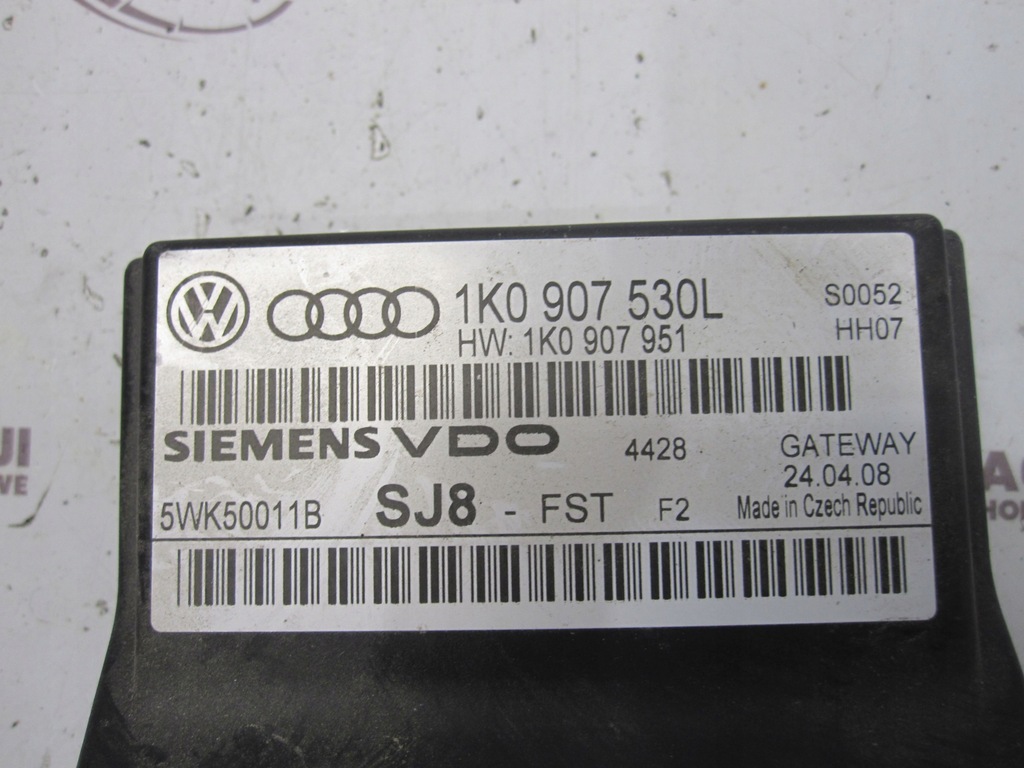 1K0 907 530L S0052
HW: 1K0 907 951 HH07
SIEMENS VDO 4428 GATEWAY
24.04.08
5WK50011B SJ8 - FST F2 Made in Czech Republic